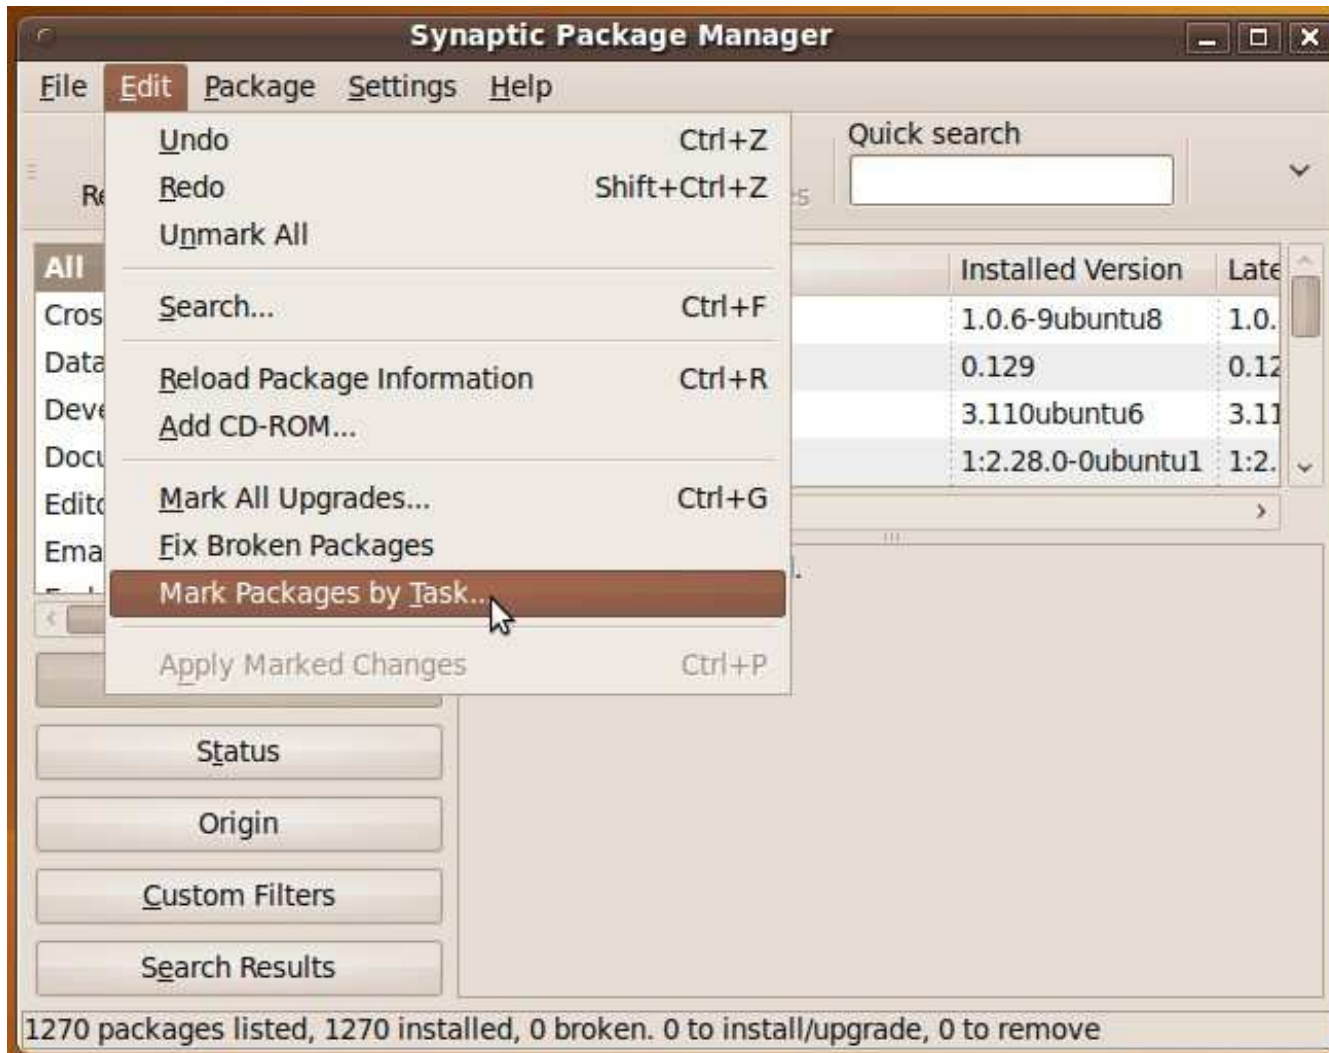 Synaptic Package Manager
File Edit Package Settings Help
Undo Ctrl+Z
Redo Shift+Ctrl+Z
Unmark All
Search... Ctrl+F
Reload Package Information Ctrl+R
Add CD-ROM...
Mark All Upgrades... Ctrl+G
Fix Broken Packages
Mark Packages by Task...
Apply Marked Changes Ctrl+P
Quick search
All
Installed Version
1.0.6-9ubuntu8
0.129
3.110ubuntu6
1:2.28.0-0ubuntu1
Status
Origin
Custom Filters
Search Results
1270 packages listed, 1270 installed, 0 broken. 0 to install/upgrade, 0 to remove